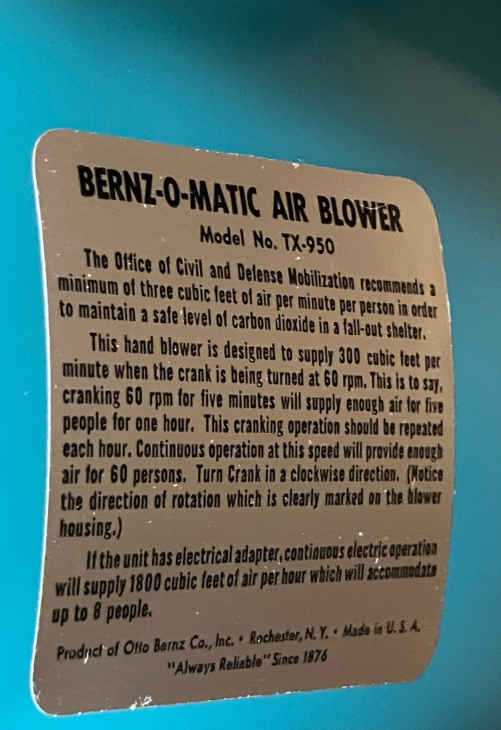 BERNZ-O-MATIC AIR BLOWER
Model No. TX-950
The Office of Civil and Defense Mobilization recommends a
minimum of three cubic feet of air per minute per person in order
to maintain a safe level of carbon dioxide in a fall-out shelter.
This hand blower is designed to supply 300 cubic feet per
minute when the crank is being turned at 60 rpm. This is to say,
cranking 60 rpm for five minutes will supply enough air for five
people for one hour. This cranking operation should be repeated
each hour. Continuous operation at this speed will provide enough
air for 60 persons. Turn Crank in a clockwise direction. (Notice
the direction of rotation which is clearly marked on the blower
housing.)
If the unit has electrical adapter, continuous electric operation
will supply 1800 cubic feet of air per hour which will accommodate
up to 8 people.
Product of Otto Bernz Co., Inc. • Rochester, N. Y. • Made in U. S. A.
"Always Reliable" Since 1876